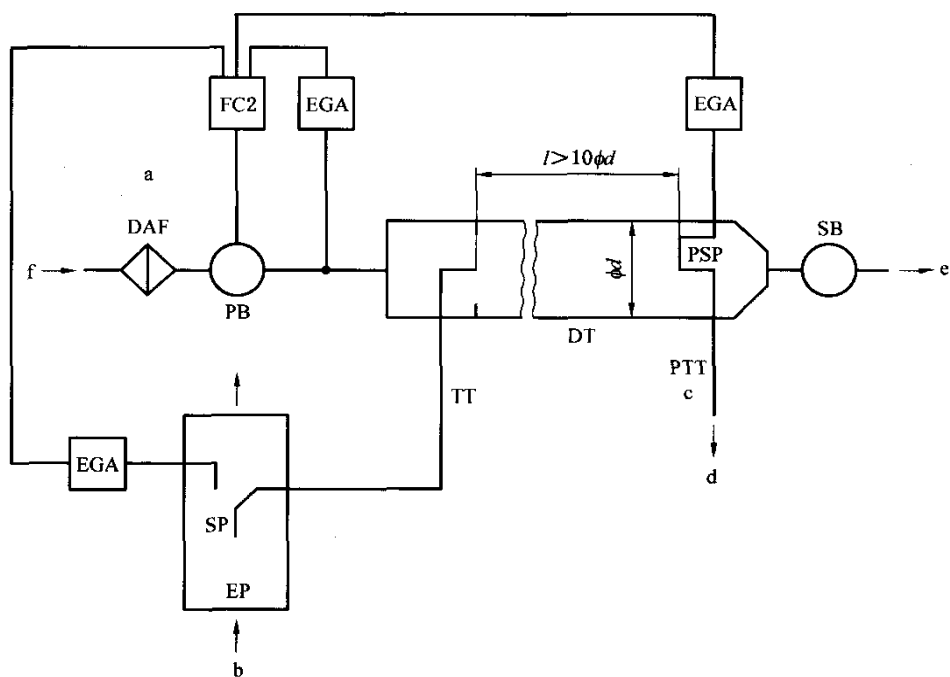 FC2
EGA
EGA
a
l>10ϕd
DAF
PSP
SB
f
ϕd
e
PB
DT
TT
PTT
c
EGA
d
SP
EP
b